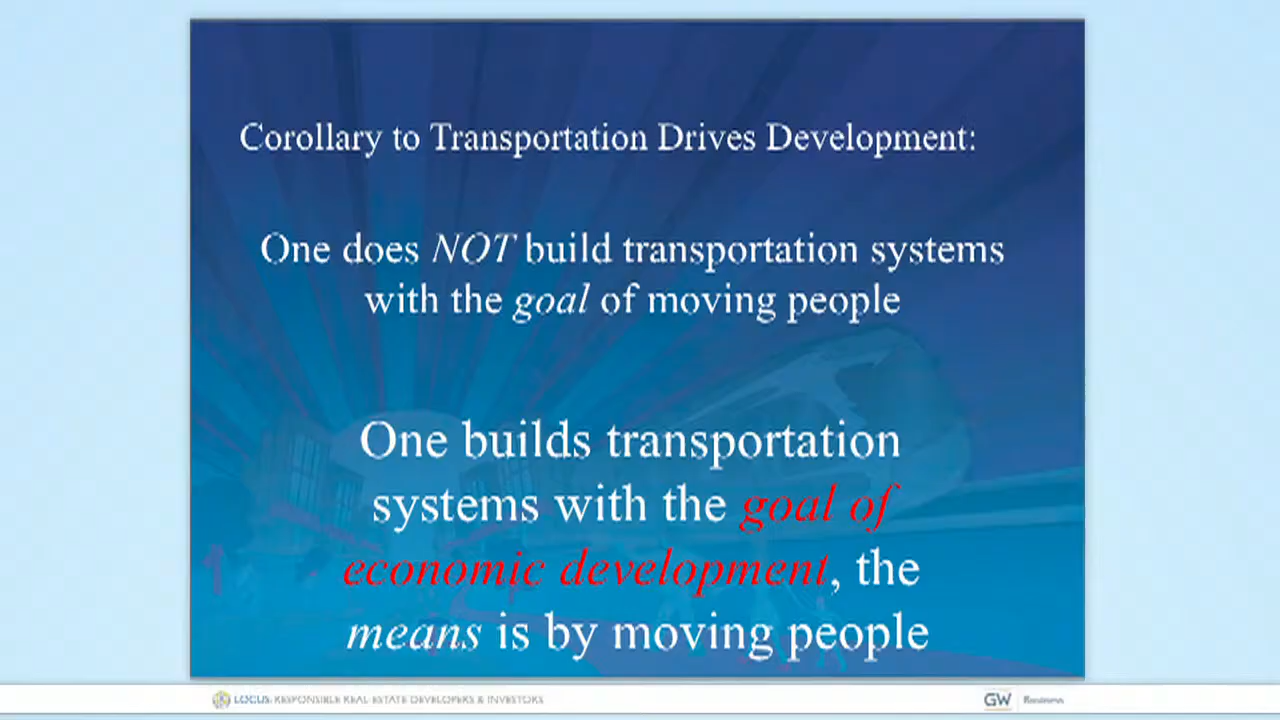 Corollary to Transportation Drives Development:
One does NOT build transportation systems
with the goal of moving people
One builds transportation
systems with the goal of
economic development, the
means is by moving people
LOCUS: RESPONSIBLE REAL ESTATE DEVELOPERS & INVESTORS
GW Business